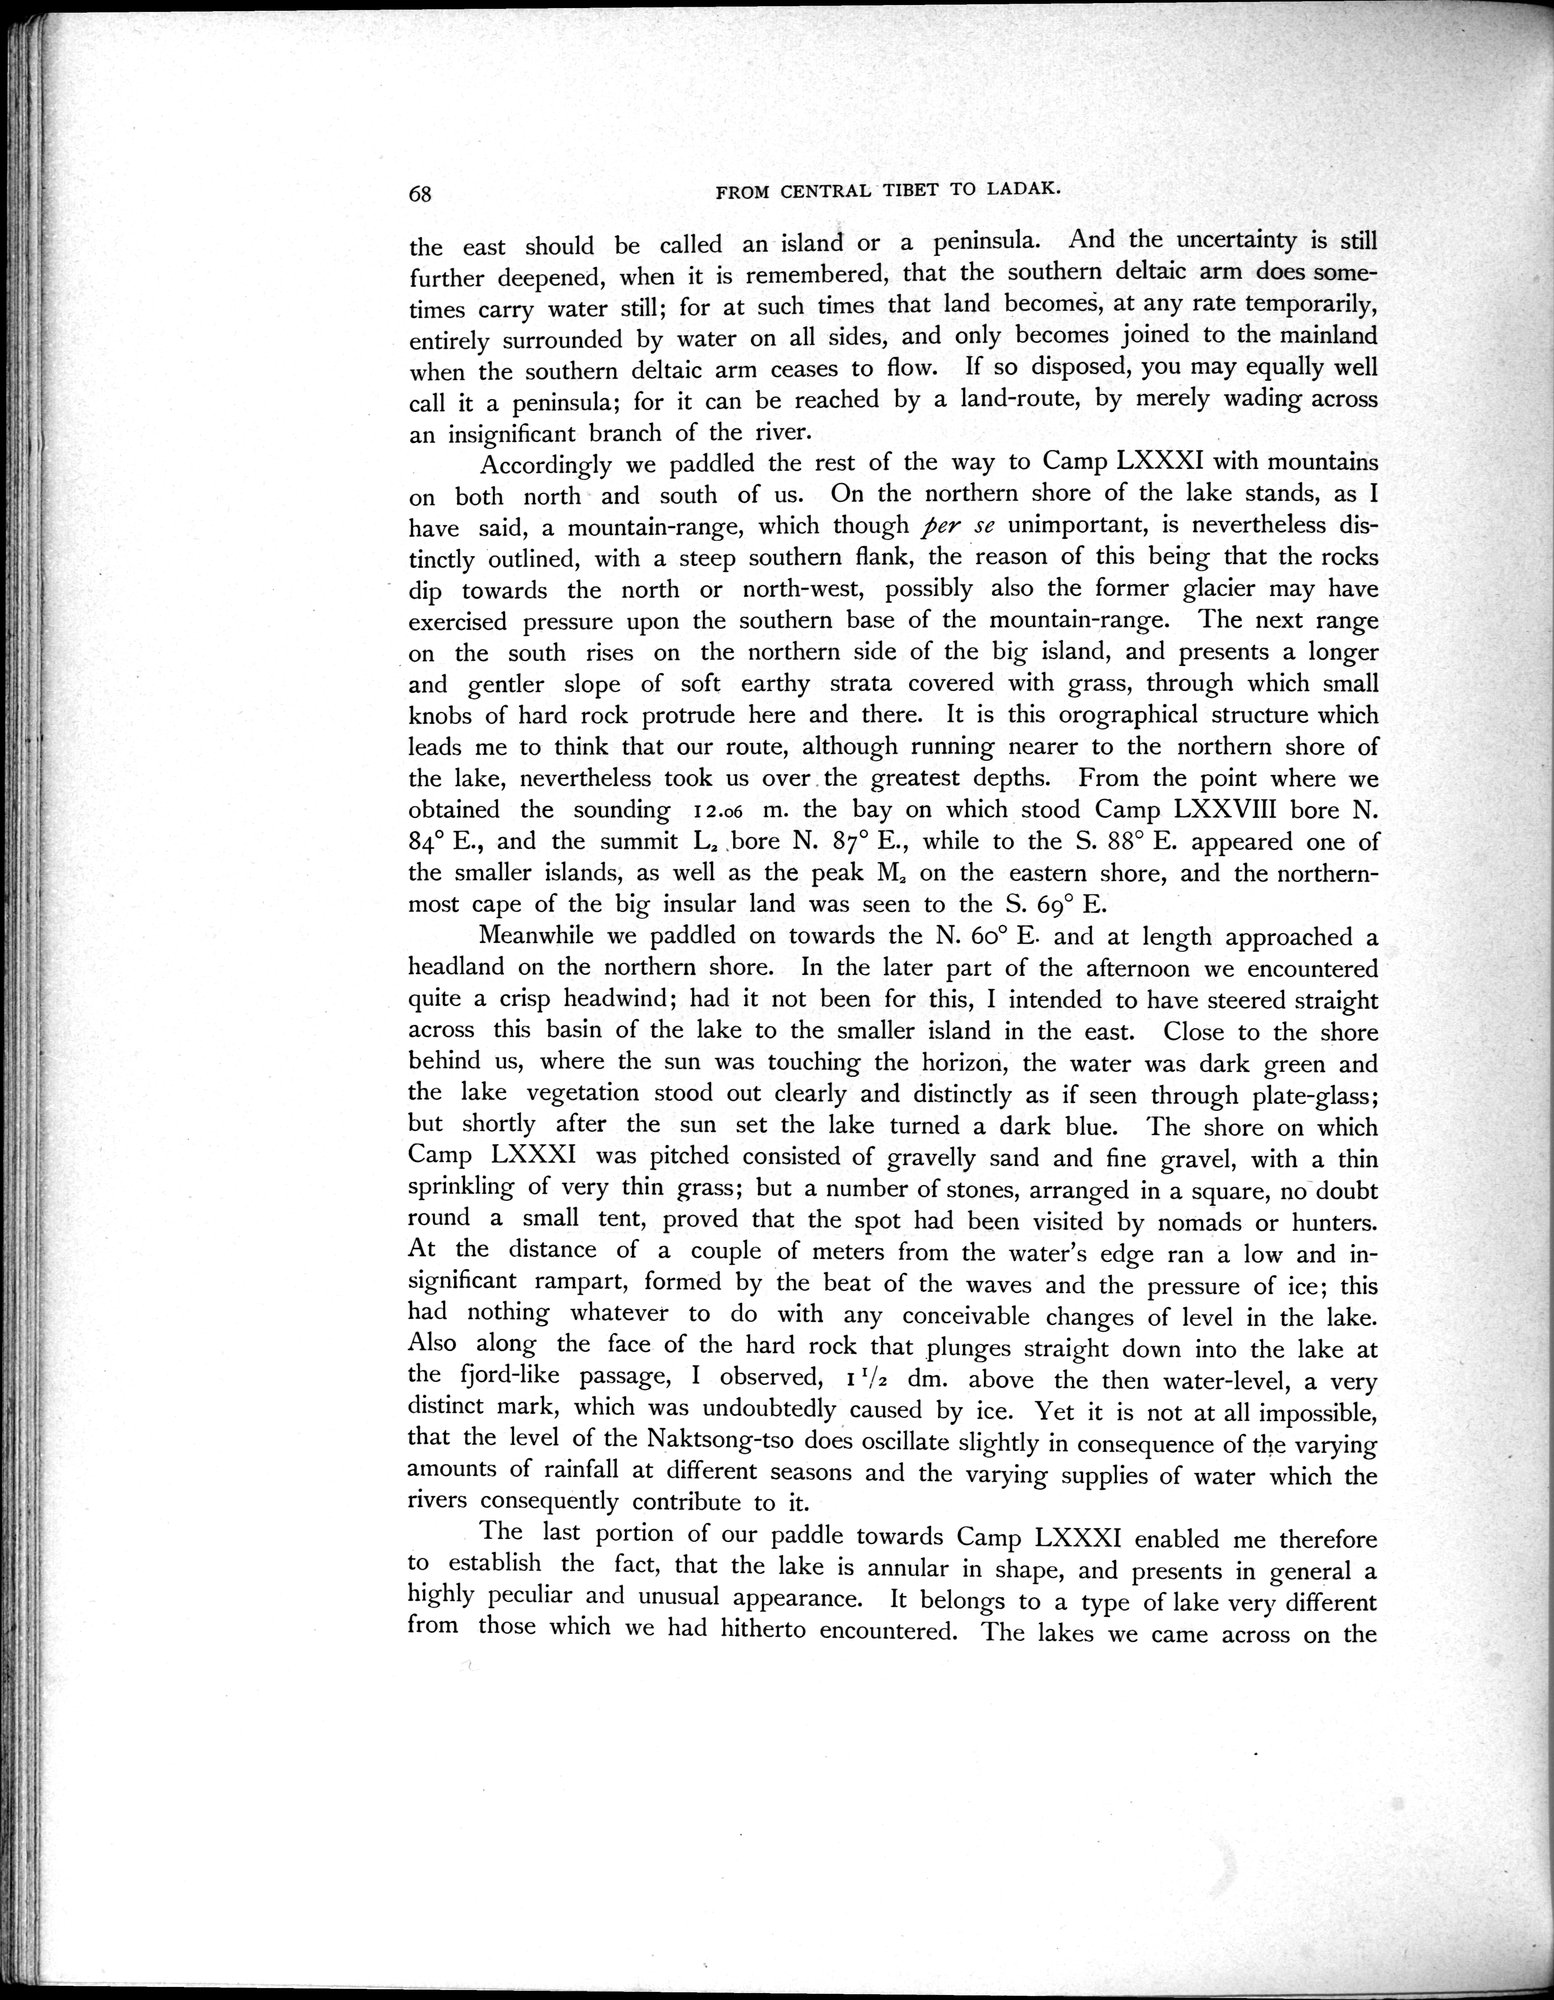 68 FROM CENTRAL TIBET TO LADAK.
the east should be called an island or a peninsula. And the uncertainty is still
further deepened, when it is remembered, that the southern deltaic arm does some-
times carry water still; for at such times that land becomes, at any rate temporarily,
entirely surrounded by water on all sides, and only becomes joined to the mainland
when the southern deltaic arm ceases to flow. If so disposed, you may equally well
call it a peninsula; for it can be reached by a land-route, by merely wading across
an insignificant branch of the river.
Accordingly we paddled the rest of the way to Camp LXXXI with mountains
on both north and south of us. On the northern shore of the lake stands, as I
have said, a mountain-range, which though per se unimportant, is nevertheless dis-
tinctly outlined, with a steep southern flank, the reason of this being that the rocks
dip towards the north or north-west, possibly also the former glacier may have
exercised pressure upon the southern base of the mountain-range. The next range
on the south rises on the northern side of the big island, and presents a longer
and gentler slope of soft earthy strata covered with grass, through which small
knobs of hard rock protrude here and there. It is this orographical structure which
leads me to think that our route, although running nearer to the northern shore of
the lake, nevertheless took us over the greatest depths. From the point where we
obtained the sounding 12.06 m. the bay on which stood Camp LXXVIII bore N.
84° E., and the summit L₂ bore N. 87° E., while to the S. 88° E. appeared one of
the smaller islands, as well as the peak M₂ on the eastern shore, and the northern-
most cape of the big insular land was seen to the S. 69° E.
Meanwhile we paddled on towards the N. 60° E. and at length approached a
headland on the northern shore. In the later part of the afternoon we encountered
quite a crisp headwind; had it not been for this, I intended to have steered straight
across this basin of the lake to the smaller island in the east. Close to the shore
behind us, where the sun was touching the horizon, the water was dark green and
the lake vegetation stood out clearly and distinctly as if seen through plate-glass;
but shortly after the sun set the lake turned a dark blue. The shore on which
Camp LXXXI was pitched consisted of gravelly sand and fine gravel, with a thin
sprinkling of very thin grass; but a number of stones, arranged in a square, no doubt
round a small tent, proved that the spot had been visited by nomads or hunters.
At the distance of a couple of meters from the water's edge ran a low and in-
significant rampart, formed by the beat of the waves and the pressure of ice; this
had nothing whatever to do with any conceivable changes of level in the lake.
Also along the face of the hard rock that plunges straight down into the lake at
the fjord-like passage, I observed, 1 1/2 dm. above the then water-level, a very
distinct mark, which was undoubtedly caused by ice. Yet it is not at all impossible,
that the level of the Naktsong-tso does oscillate slightly in consequence of the varying
amounts of rainfall at different seasons and the varying supplies of water which the
rivers consequently contribute to it.
The last portion of our paddle towards Camp LXXXI enabled me therefore
to establish the fact, that the lake is annular in shape, and presents in general a
highly peculiar and unusual appearance. It belongs to a type of lake very different
from those which we had hitherto encountered. The lakes we came across on the